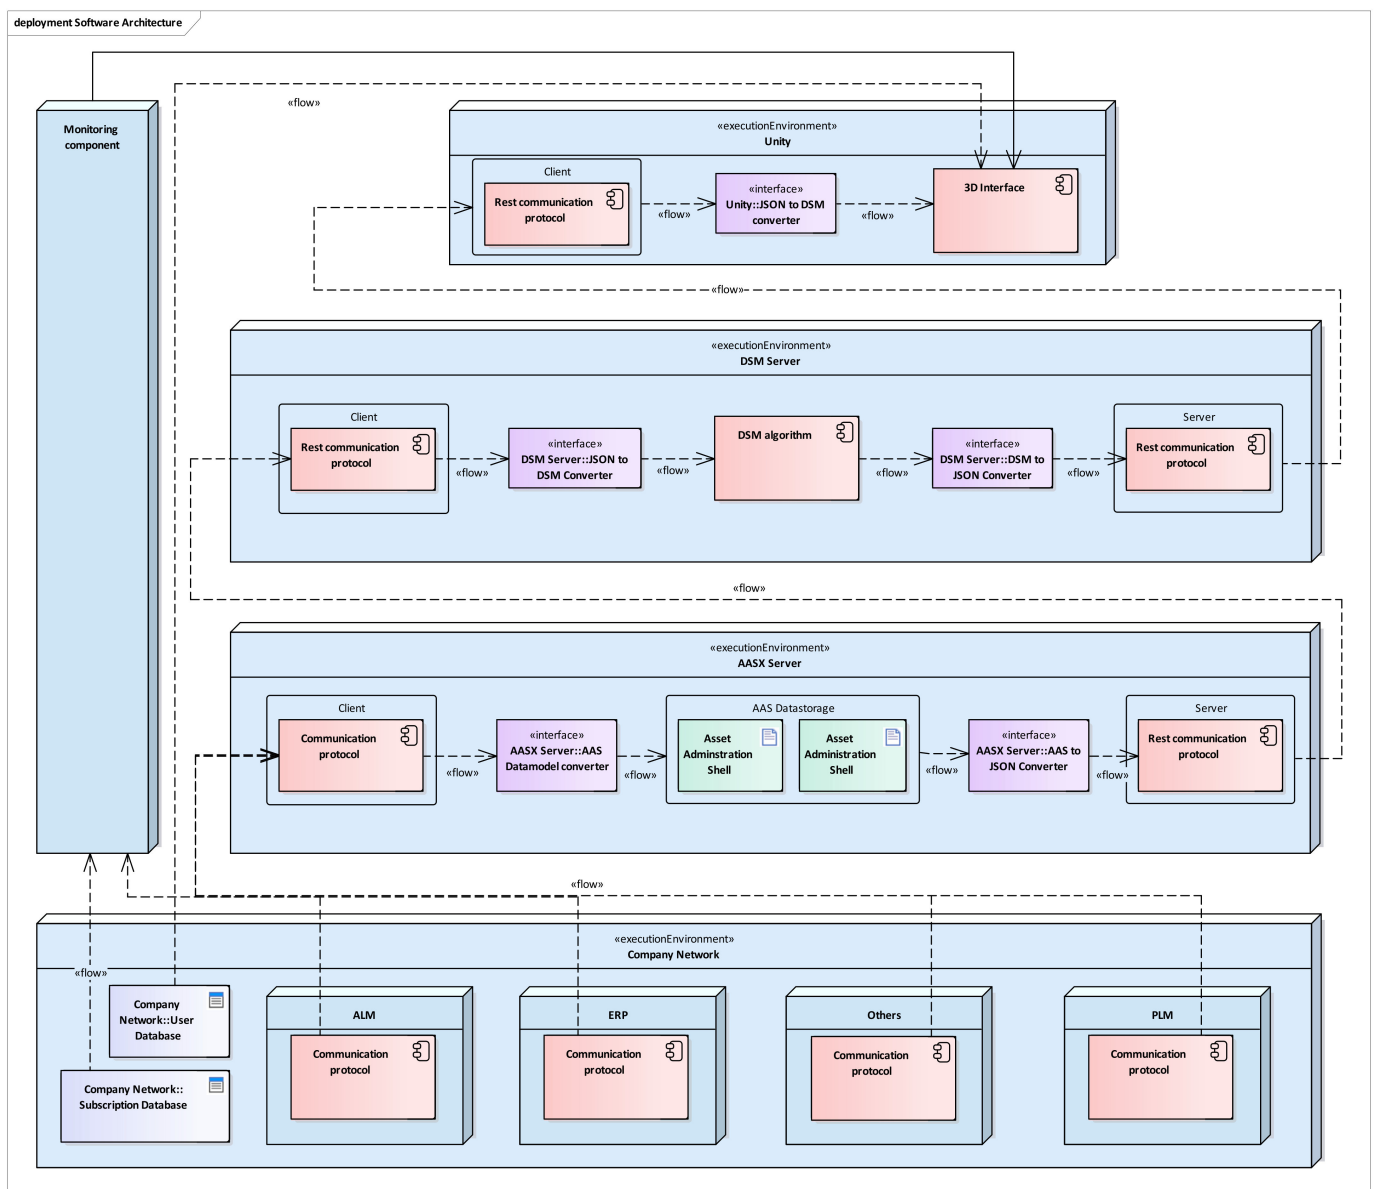 deployment Software Architecture
«flow»
Monitoring
component
«executionEnvironment»
Unity
Client
Rest communication
protocol
«flow»
«interface»
Unity::JSON to DSM
converter
«flow»
3D Interface
«flow»
«executionEnvironment»
DSM Server
Client
Rest communication
protocol
«flow»
«interface»
DSM Server::JSON to
DSM Converter
«flow»
DSM algorithm
«flow»
«interface»
DSM Server::DSM to
JSON Converter
«flow»
Server
Rest communication
protocol
«flow»
«executionEnvironment»
AASX Server
Client
Communication
protocol
«flow»
«interface»
AASX Server::AAS
Datamodel converter
«flow»
AAS Datastorage
Asset
Adminstration
Shell
Asset
Administration
Shell
«flow»
«interface»
AASX Server::AAS to
JSON Converter
«flow»
Server
Rest communication
protocol
«flow»
«executionEnvironment»
Company Network
«flow»
Company
Network::User
Database
Company Network::
Subscription Database
ALM
Communication
protocol
ERP
Communication
protocol
Others
Communication
protocol
PLM
Communication
protocol